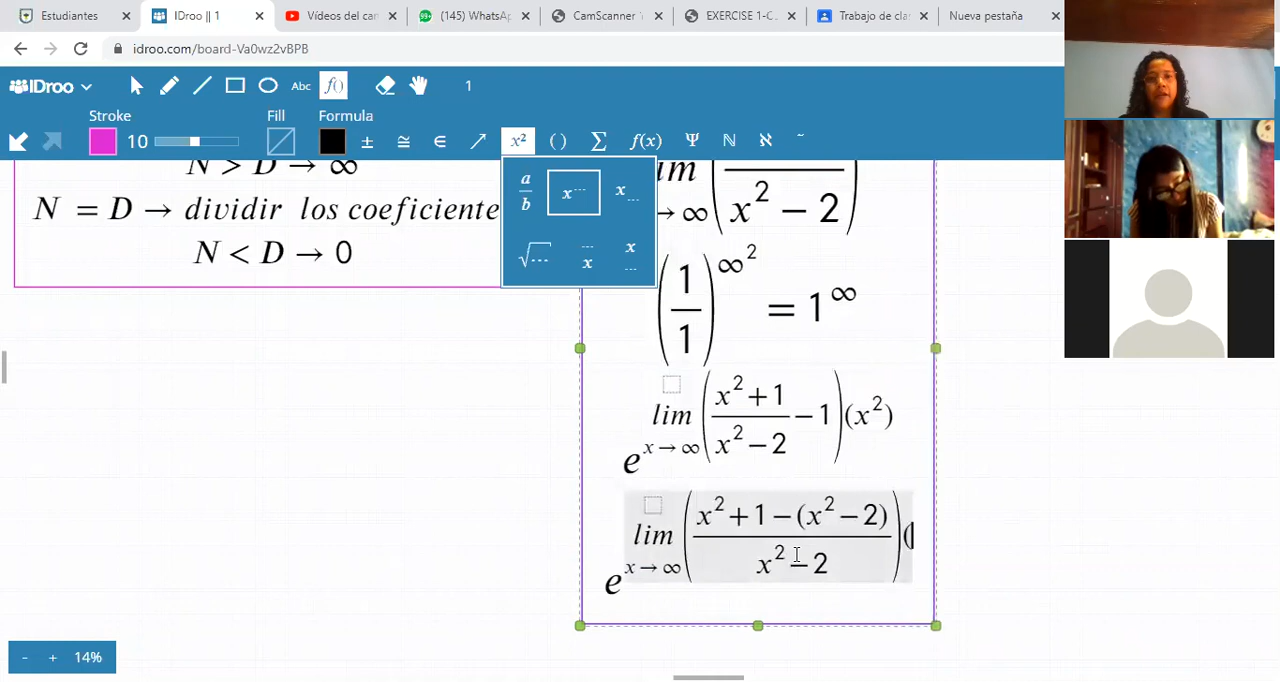 Estudiantes
IDroo || 1
Vídeos del can
(145) WhatsAp
CamScanner
EXERCISE 1-C
Trabajo de cla
Nueva pestaña
idroo.com/board-Va0wz2vBPB
IDroo
Abc
f()
1
Stroke
Fill
Formula
10
± ≅ ∈ x² ( ) ∑ f(x) Ψ ℕ ℵ ~
a/b x⋯ x...
√... ...x x...
N > D → ∞
N = D → dividir los coeficiente
N < D → 0
→ ∞ x² − 2
(1/1)^∞² = 1^∞
e^lim x→∞ ((x²+1)/(x²−2) − 1)(x²)
e^lim x→∞ ((x²+1−(x²−2))/(x²−2))(
- + 14%